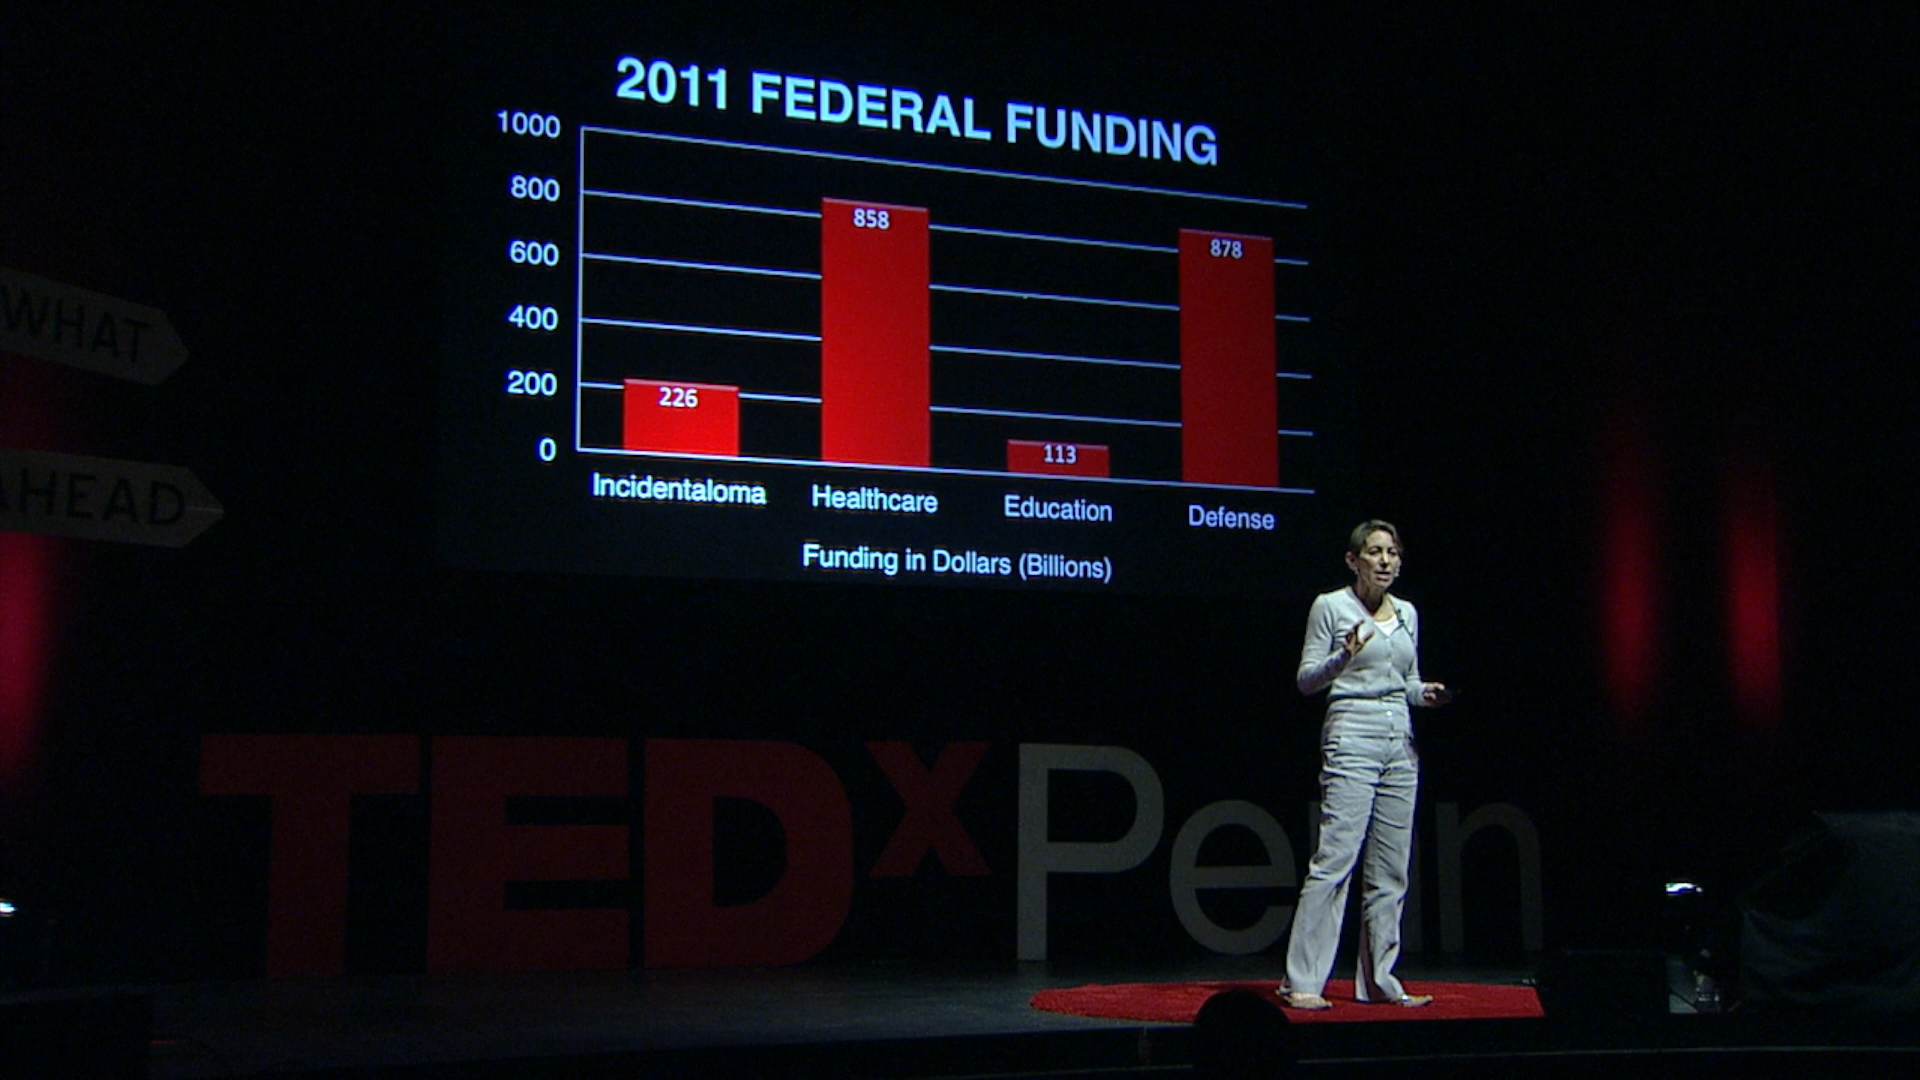 2011 FEDERAL FUNDING
1000
800
600
400
200
0
226
858
113
878
Incidentaloma Healthcare Education Defense
Funding in Dollars (Billions)
WHAT
AHEAD
TEDxPenn